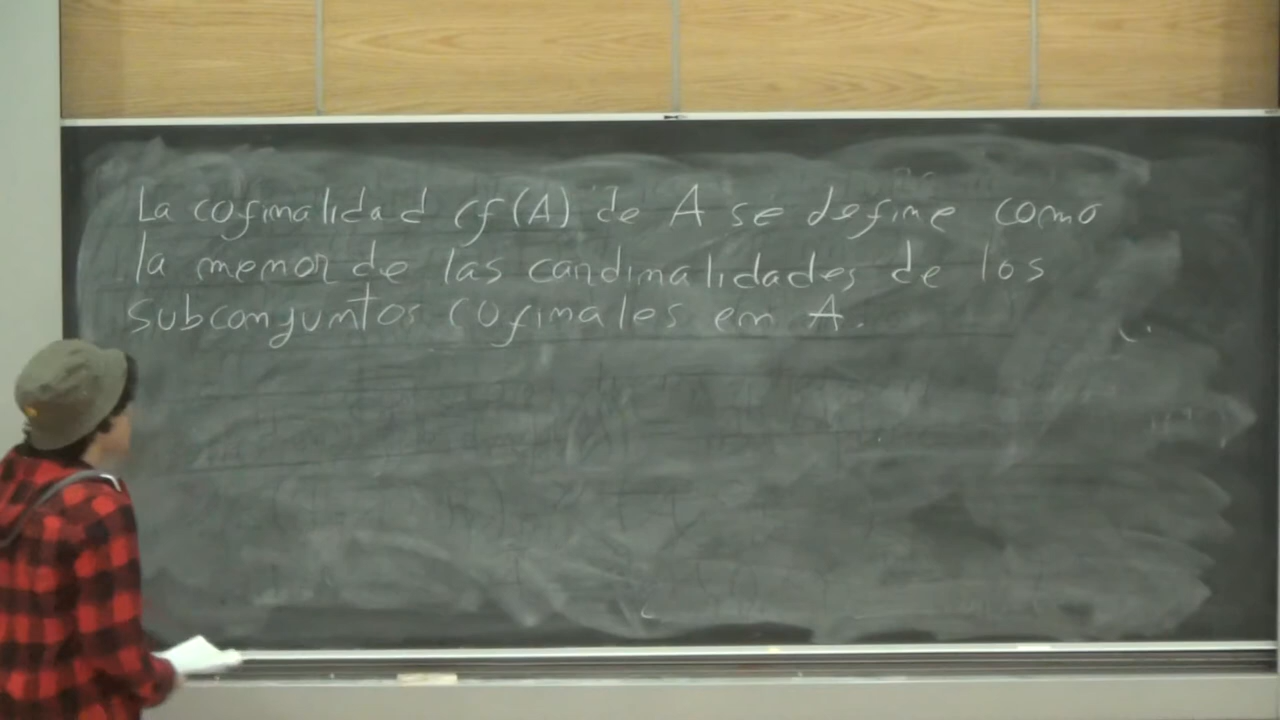 La cofinalidad cf(A) de A se define como
la menor de las cardinalidades de los
subconjuntos cofinales en A.